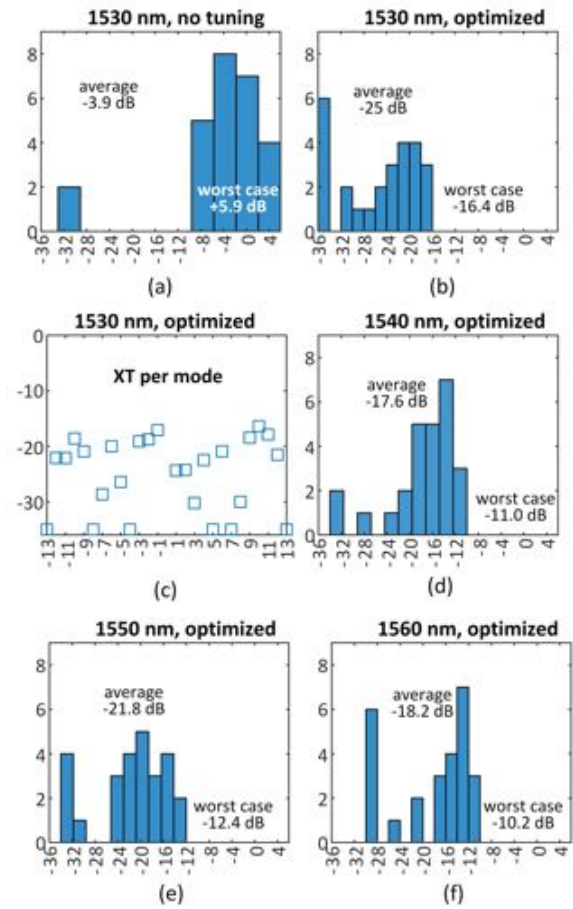 1530 nm, no tuning
8
6
4
2
0
average
-3.9 dB
worst case
+5.9 dB
-36 -32 -28 -24 -20 -16 -12 -8 -4 0 4
(a)
1530 nm, optimized
8
6
4
2
0
average
-25 dB
worst case
-16.4 dB
-36 -32 -28 -24 -20 -16 -12 -8 -4 0 4
(b)
1530 nm, optimized
0
-10
-20
-30
XT per mode
-13 -11 -9 -7 -5 -3 -1 1 3 5 7 9 11 13
(c)
1540 nm, optimized
8
6
4
2
0
average
-17.6 dB
worst case
-11.0 dB
-36 -32 -28 -24 -20 -16 -12 -8 -4 0 4
(d)
1550 nm, optimized
8
6
4
2
0
average
-21.8 dB
worst case
-12.4 dB
-36 -32 -28 -24 -20 -16 -12 -8 -4 0 4
(e)
1560 nm, optimized
8
6
4
2
0
average
-18.2 dB
worst case
-10.2 dB
-36 -32 -28 -24 -20 -16 -12 -8 -4 0 4
(f)